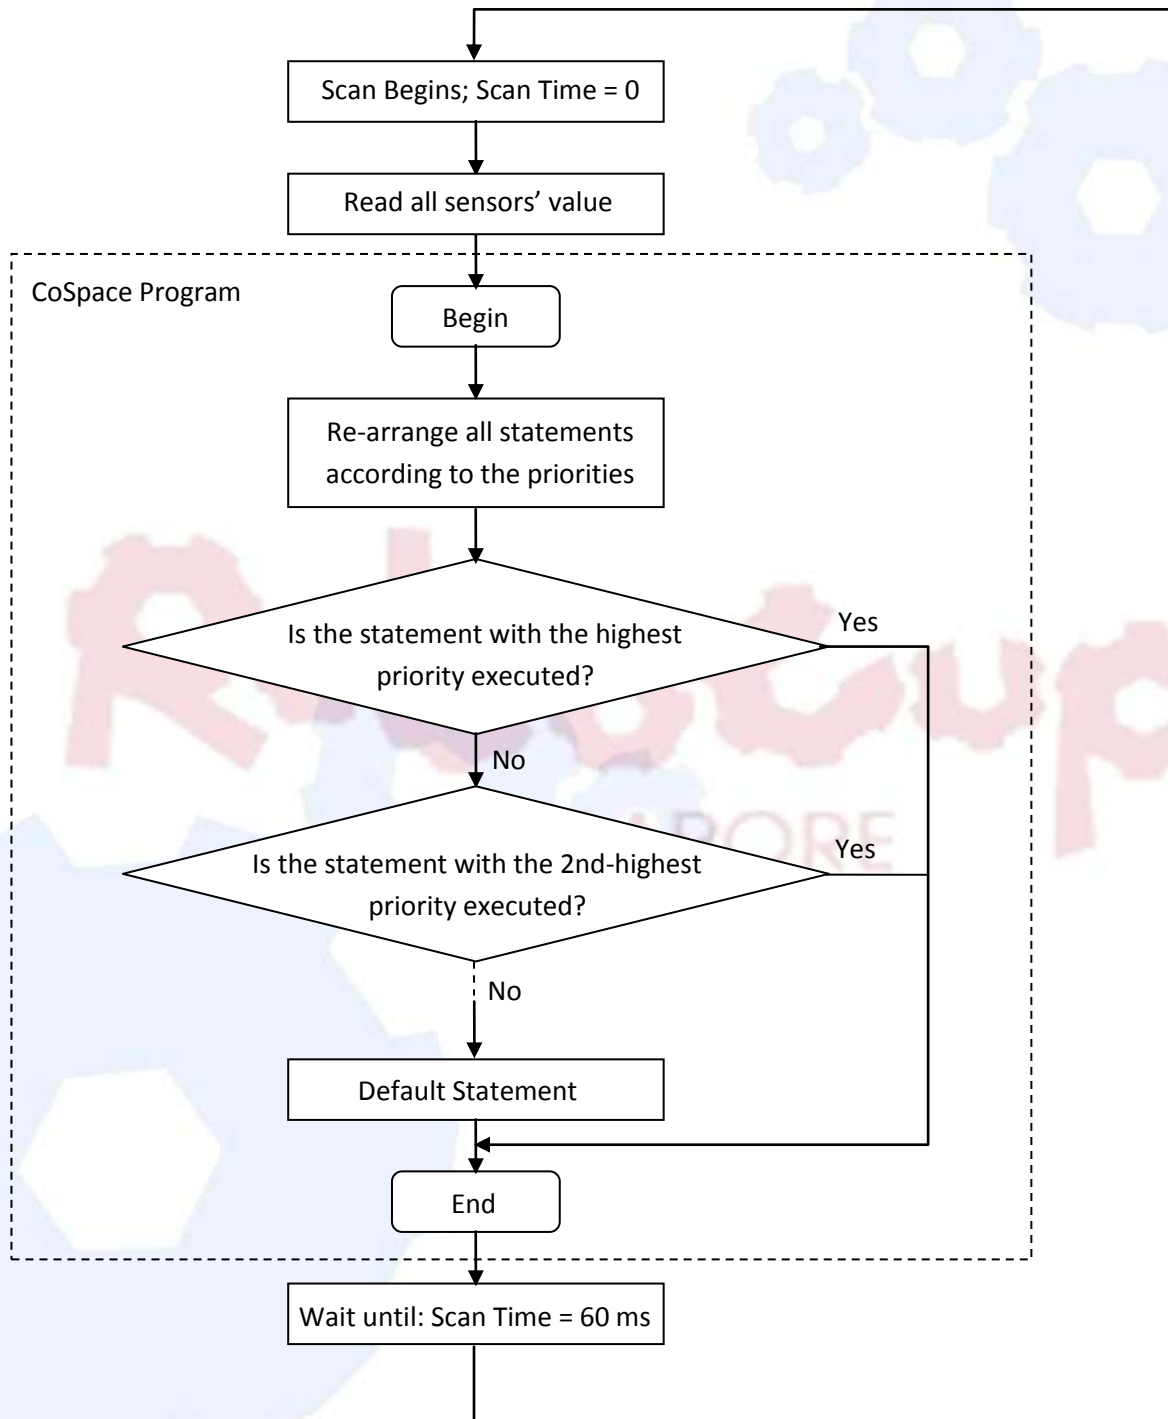 Scan Begins; Scan Time = 0
Read all sensors’ value
CoSpace Program
Begin
Re-arrange all statements
according to the priorities
Is the statement with the highest
priority executed?
Yes
No
Is the statement with the 2nd-highest
priority executed?
Yes
No
Default Statement
End
Wait until: Scan Time = 60 ms